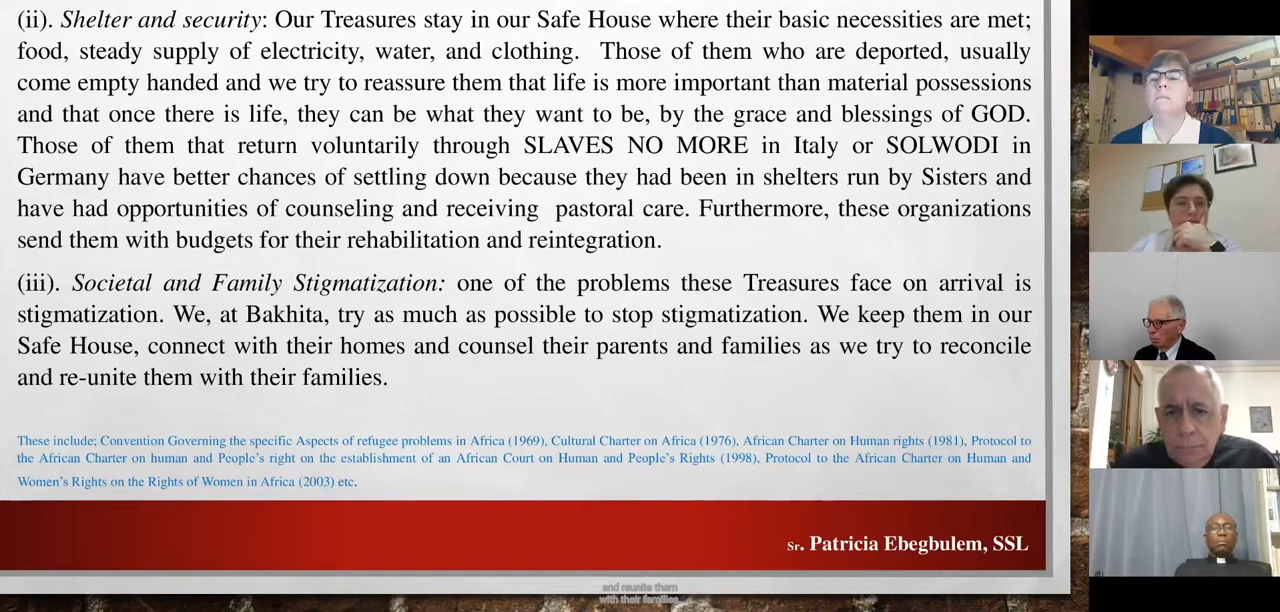 (ii). Shelter and security: Our Treasures stay in our Safe House where their basic necessities are met;
food, steady supply of electricity, water, and clothing. Those of them who are deported, usually
come empty handed and we try to reassure them that life is more important than material possessions
and that once there is life, they can be what they want to be, by the grace and blessings of GOD.
Those of them that return voluntarily through SLAVES NO MORE in Italy or SOLWODI in
Germany have better chances of settling down because they had been in shelters run by Sisters and
have had opportunities of counseling and receiving pastoral care. Furthermore, these organizations
send them with budgets for their rehabilitation and reintegration.
(iii). Societal and Family Stigmatization: one of the problems these Treasures face on arrival is
stigmatization. We, at Bakhita, try as much as possible to stop stigmatization. We keep them in our
Safe House, connect with their homes and counsel their parents and families as we try to reconcile
and re-unite them with their families.
These include; Convention Governing the specific Aspects of refugee problems in Africa (1969), Cultural Charter on Africa (1976), African Charter on Human rights (1981), Protocol to
the African Charter on human and People's right on the establishment of an African Court on Human and People's Rights (1998), Protocol to the African Charter on Human and
Women's Rights on the Rights of Women in Africa (2003) etc.
Sr. Patricia Ebegbulem, SSL
and reunite them
with their families